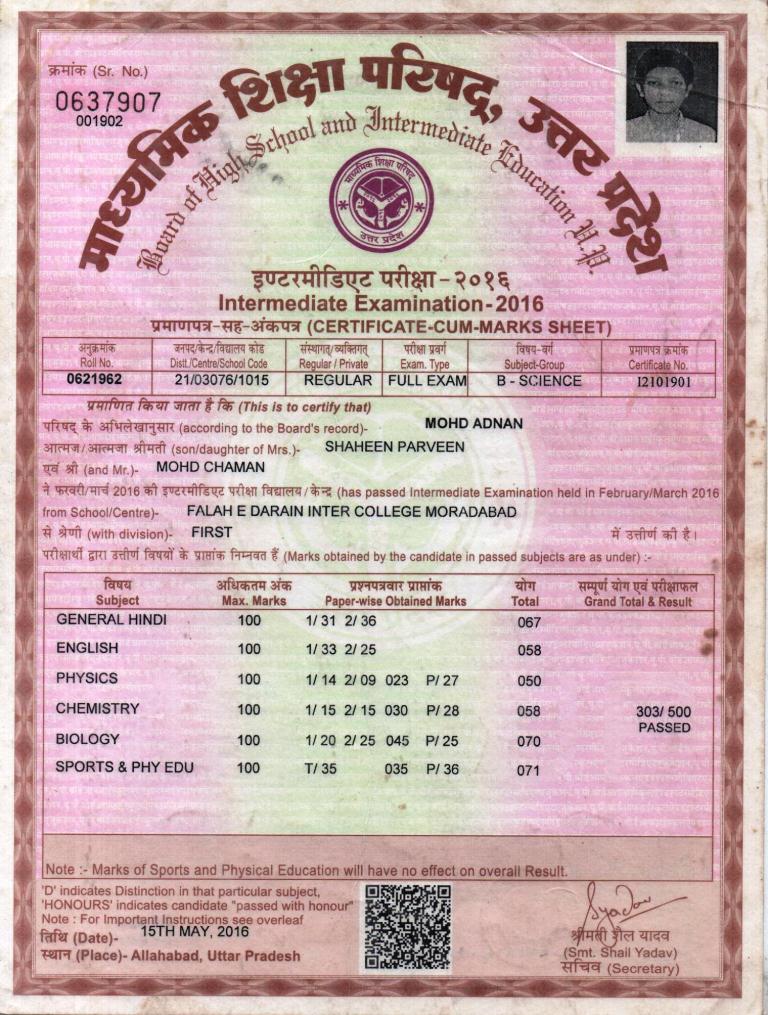 क्रमांक (Sr. No.)
0637907
001902
माध्यमिक शिक्षा परिषद्, उत्तर प्रदेश
Board of High School and Intermediate Education U.P.
माध्यमिक शिक्षा परिषद्
उत्तर प्रदेश
इण्टरमीडिएट परीक्षा-२०१६
Intermediate Examination-2016
प्रमाणपत्र-सह-अंकपत्र (CERTIFICATE-CUM-MARKS SHEET)
अनुक्रमांक जनपद/केन्द्र/विद्यालय कोड संस्थागत/व्यक्तिगत् परीक्षा प्रवर्ग विषय-वर्ग प्रमाणपत्र क्रमांक
Roll No. Distt./Centre/School Code Regular / Private Exam. Type Subject-Group Certificate No.
0621962 21/03076/1015 REGULAR FULL EXAM B - SCIENCE 12101901
प्रमाणित किया जाता है कि (This is to certify that)
परिषद् के अभिलेखानुसार (according to the Board's record)- MOHD ADNAN
आत्मज/आत्मजा श्रीमती (son/daughter of Mrs.)- SHAHEEN PARVEEN
एवं श्री (and Mr.)- MOHD CHAMAN
ने फरवरी/मार्च 2016 की इण्टरमीडिएट परीक्षा विद्यालय/केन्द्र (has passed Intermediate Examination held in February/March 2016
from School/Centre)- FALAH E DARAIN INTER COLLEGE MORADABAD
से श्रेणी (with division)- FIRST में उत्तीर्ण की है।
परीक्षार्थी द्वारा उत्तीर्ण विषयों के प्राप्तांक निम्नवत हैं (Marks obtained by the candidate in passed subjects are as under) :-
विषय अधिकतम अंक प्रश्नपत्रवार प्राप्तांक योग सम्पूर्ण योग एवं परीक्षाफल
Subject Max. Marks Paper-wise Obtained Marks Total Grand Total & Result
GENERAL HINDI 100 1/ 31 2/ 36 067
ENGLISH 100 1/ 33 2/ 25 058
PHYSICS 100 1/ 14 2/ 09 023 P/ 27 050
CHEMISTRY 100 1/ 15 2/ 15 030 P/ 28 058 303/ 500
PASSED
BIOLOGY 100 1/ 20 2/ 25 045 P/ 25 070
SPORTS & PHY EDU 100 T/ 35 035 P/ 36 071
Note :- Marks of Sports and Physical Education will have no effect on overall Result.
'D' indicates Distinction in that particular subject,
'HONOURS' indicates candidate "passed with honour"
Note : For Important Instructions see overleaf
तिथि (Date)- 15TH MAY, 2016
स्थान (Place)- Allahabad, Uttar Pradesh
श्रीमती शैल यादव
(Smt. Shail Yadav)
सचिव (Secretary)